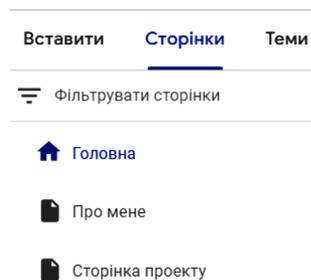 Вставити Сторінки Теми
Фільтрувати сторінки
Головна
Про мене
Сторінка проекту